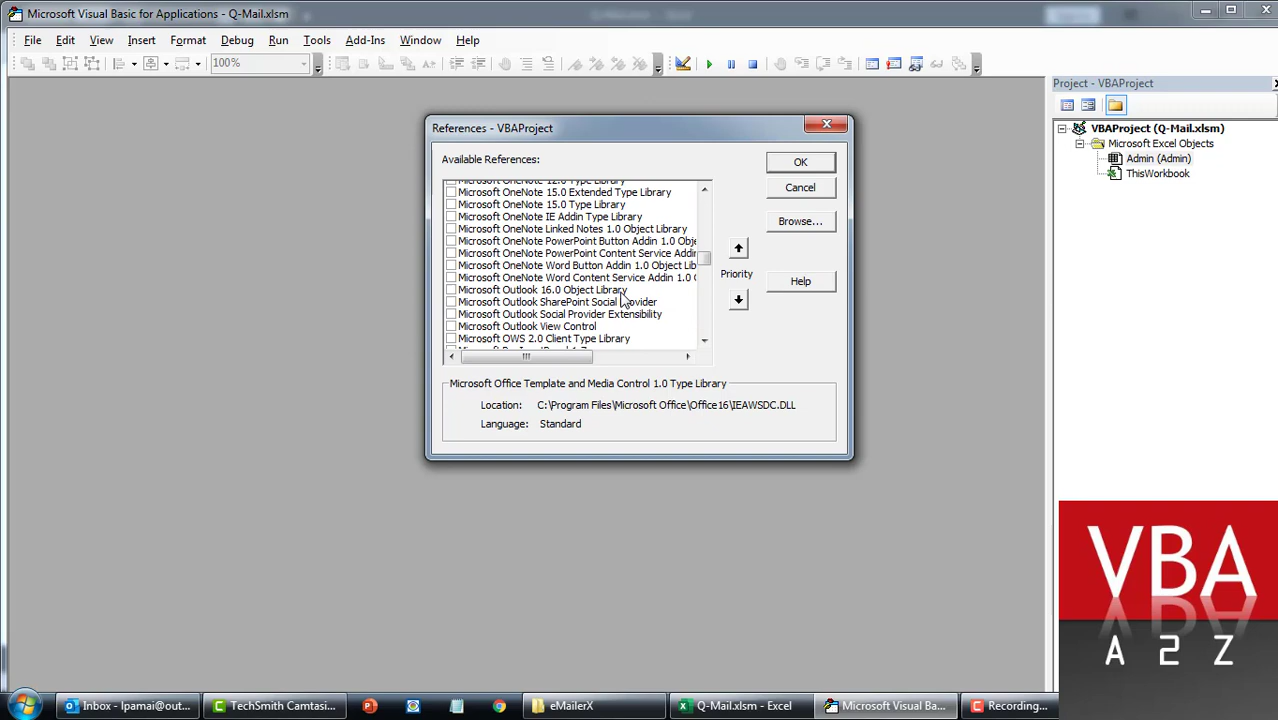 Microsoft Visual Basic for Applications - Q-Mail.xlsm
File Edit View Insert Format Debug Run Tools Add-Ins Window Help
100%
Project - VBAProject
VBAProject (Q-Mail.xlsm)
Microsoft Excel Objects
Admin (Admin)
ThisWorkbook
References - VBAProject
Available References:
Microsoft OneNote 12.0 Type Library
Microsoft OneNote 15.0 Extended Type Library
Microsoft OneNote 15.0 Type Library
Microsoft OneNote IE Addin Type Library
Microsoft OneNote Linked Notes 1.0 Object Library
Microsoft OneNote PowerPoint Button Addin 1.0 Obje
Microsoft OneNote PowerPoint Content Service Addin
Microsoft OneNote Word Button Addin 1.0 Object Lib
Microsoft OneNote Word Content Service Addin 1.0 O
Microsoft Outlook 16.0 Object Library
Microsoft Outlook SharePoint Social Provider
Microsoft Outlook Social Provider Extensibility
Microsoft Outlook View Control
Microsoft OWS 2.0 Client Type Library
OK
Cancel
Browse...
Priority
Help
Microsoft Office Template and Media Control 1.0 Type Library
Location: C:\Program Files\Microsoft Office\Office16\IEAWSDC.DLL
Language: Standard
VBA
A 2 Z
Inbox - lpamai@out...
TechSmith Camtasi...
eMailerX
Q-Mail.xlsm - Excel
Microsoft Visual Ba...
Recording...